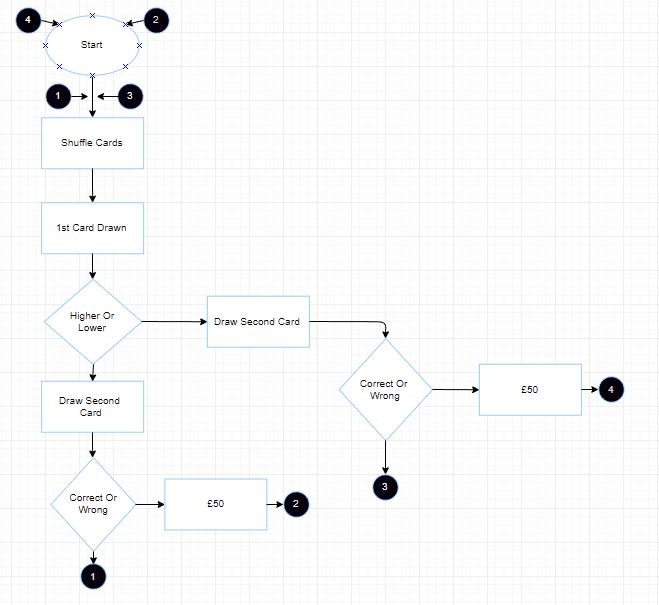 4
2
Start
1
3
Shuffle Cards
1st Card Drawn
Higher Or
Lower
Draw Second Card
Draw Second
Card
Correct Or
Wrong
£50
4
3
Correct Or
Wrong
£50
2
1